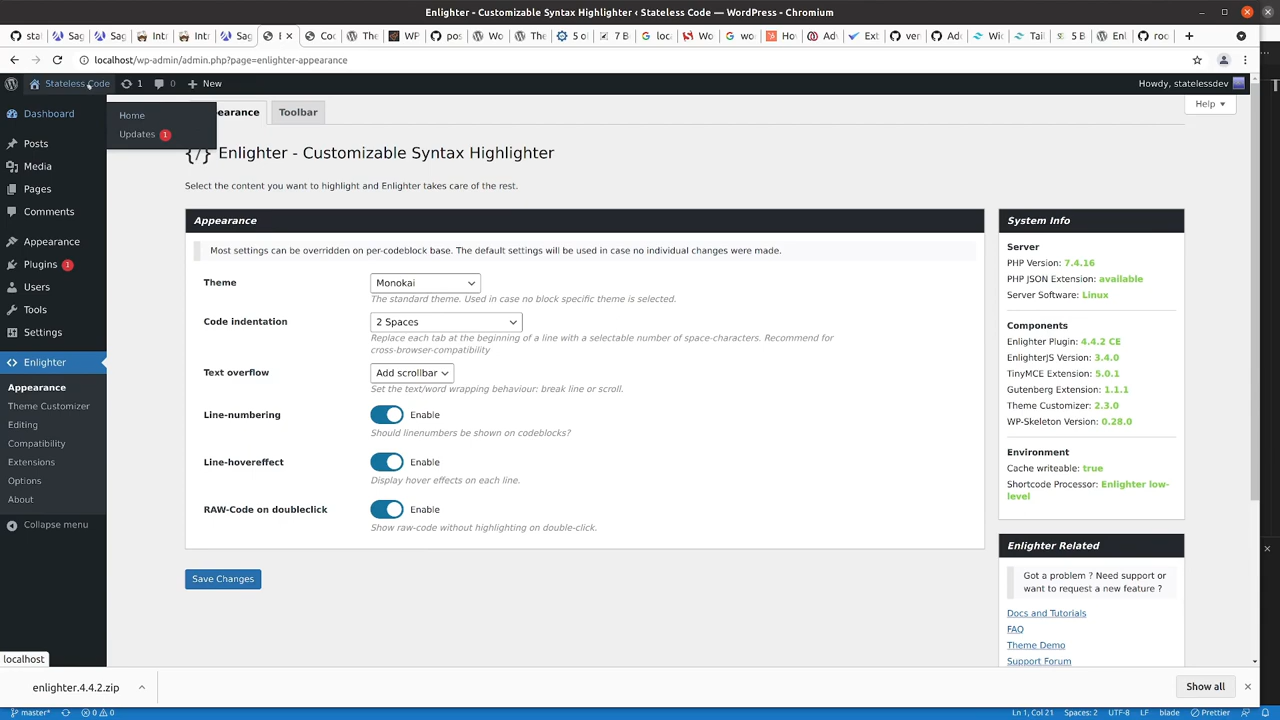 Enlighter - Customizable Syntax Highlighter ‹ Stateless Code — WordPress - Chromium
localhost/wp-admin/admin.php?page=enlighter-appearance
Stateless Code 1 0 New
Howdy, statelessdev
Help
Dashboard
Posts
Media
Pages
Comments
Appearance
Plugins 1
Users
Tools
Settings
Enlighter
Appearance
Theme Customizer
Editing
Compatibility
Extensions
Options
About
Collapse menu
Home
Updates 1
Toolbar
{/} Enlighter - Customizable Syntax Highlighter
Select the content you want to highlight and Enlighter takes care of the rest.
Appearance
Most settings can be overridden on per-codeblock base. The default settings will be used in case no individual changes were made.
Theme
Monokai
The standard theme. Used in case no block specific theme is selected.
Code indentation
2 Spaces
Replace each tab at the beginning of a line with a selectable number of space-characters. Recommend for
cross-browser-compatibility
Text overflow
Add scrollbar
Set the text/word wrapping behaviour: break line or scroll.
Line-numbering
Enable
Should linenumbers be shown on codeblocks?
Line-hovereffect
Enable
Display hover effects on each line.
RAW-Code on doubleclick
Enable
Show raw-code without highlighting on double-click.
Save Changes
System Info
Server
PHP Version: 7.4.16
PHP JSON Extension: available
Server Software: Linux
Components
Enlighter Plugin: 4.4.2 CE
EnlighterJS Version: 3.4.0
TinyMCE Extension: 5.0.1
Gutenberg Extension: 1.1.1
Theme Customizer: 2.3.0
WP-Skeleton Version: 0.28.0
Environment
Cache writeable: true
Shortcode Processor: Enlighter low-
level
Enlighter Related
Got a problem ? Need support or
want to request a new feature ?
Docs and Tutorials
FAQ
Theme Demo
Support Forum
localhost
enlighter.4.4.2.zip
Show all
master* 0 0
Ln 1, Col 21 Spaces: 2 UTF-8 LF blade Prettier